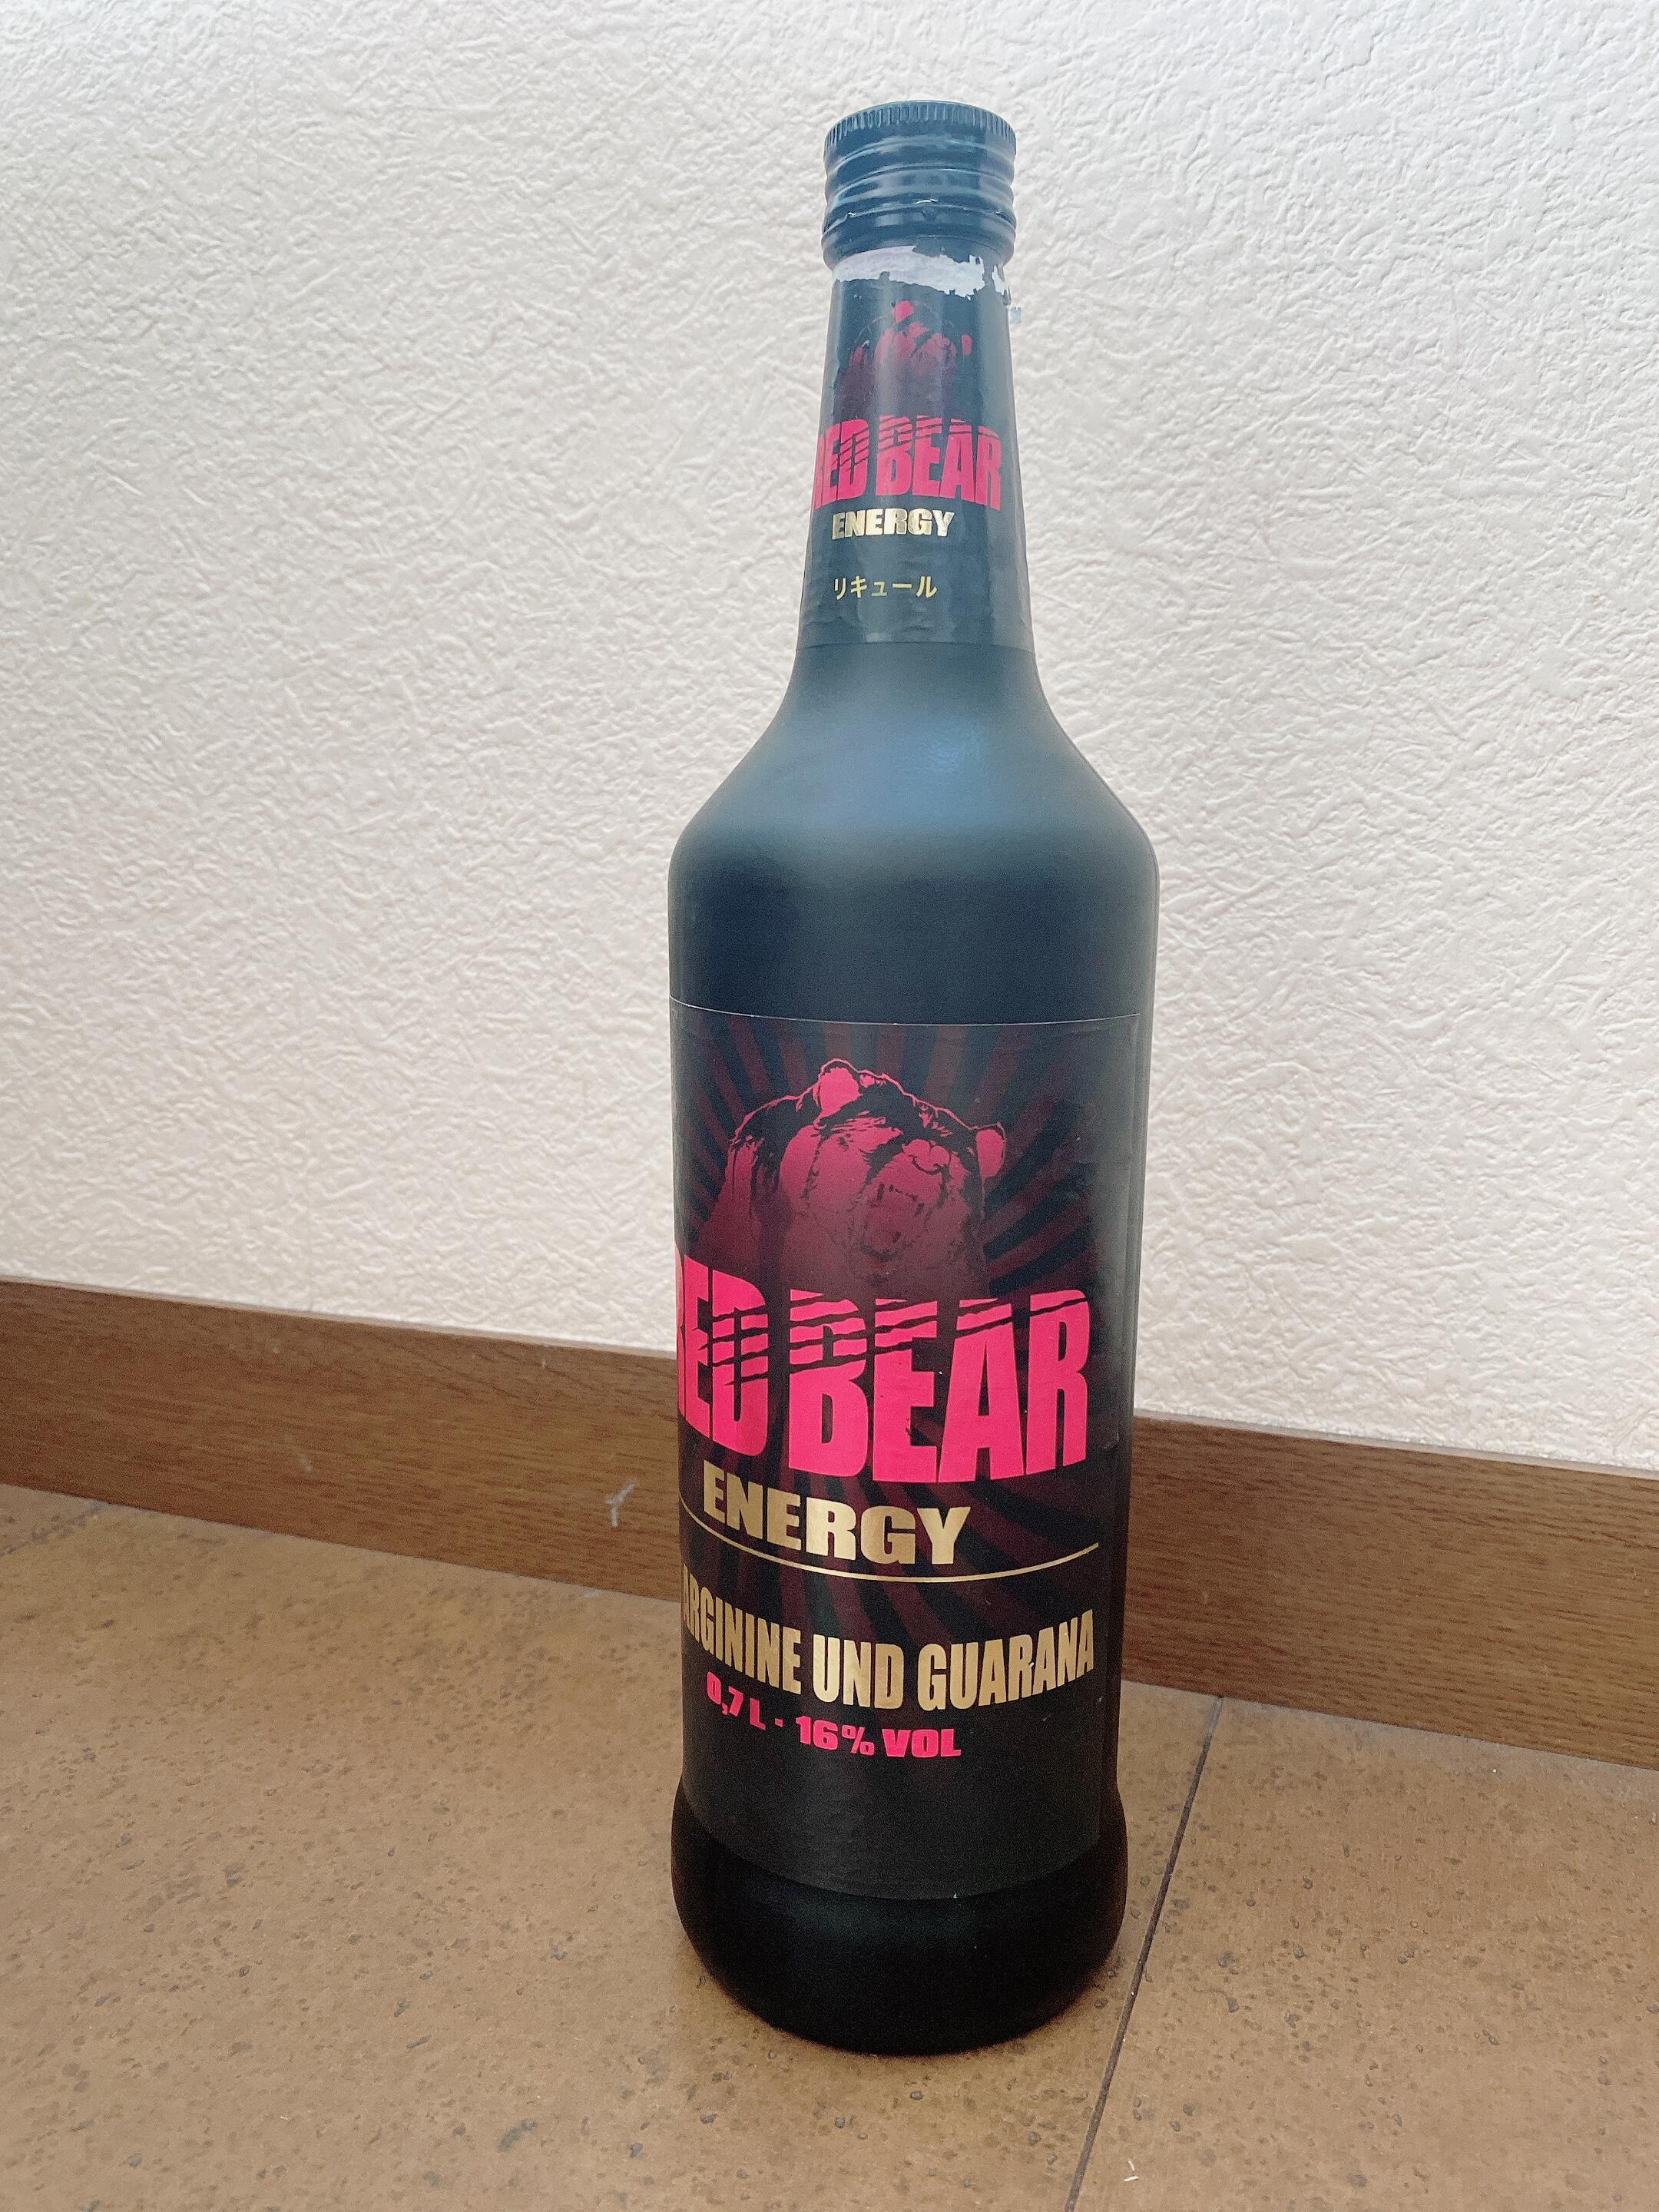 RED BEAR
ENERGY
リキュール
RED BEAR
ENERGY
ARGININE UND GUARANA
0,7 L · 16% VOL